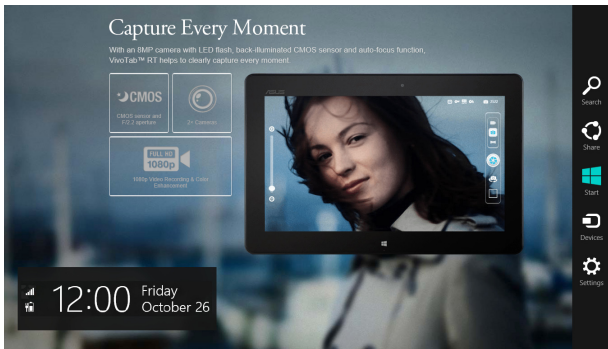 Capture Every Moment
With an 8MP camera with LED flash, back-illuminated CMOS sensor and auto-focus function,
VivoTab™ RT helps to clearly capture every moment.
CMOS
CMOS sensor and
F/2.2 aperture
2+ Cameras
FULL HD
1080p
1080p Video Recording & Color
Enhancement
Search
Share
Start
Devices
Settings
12:00
Friday
October 26